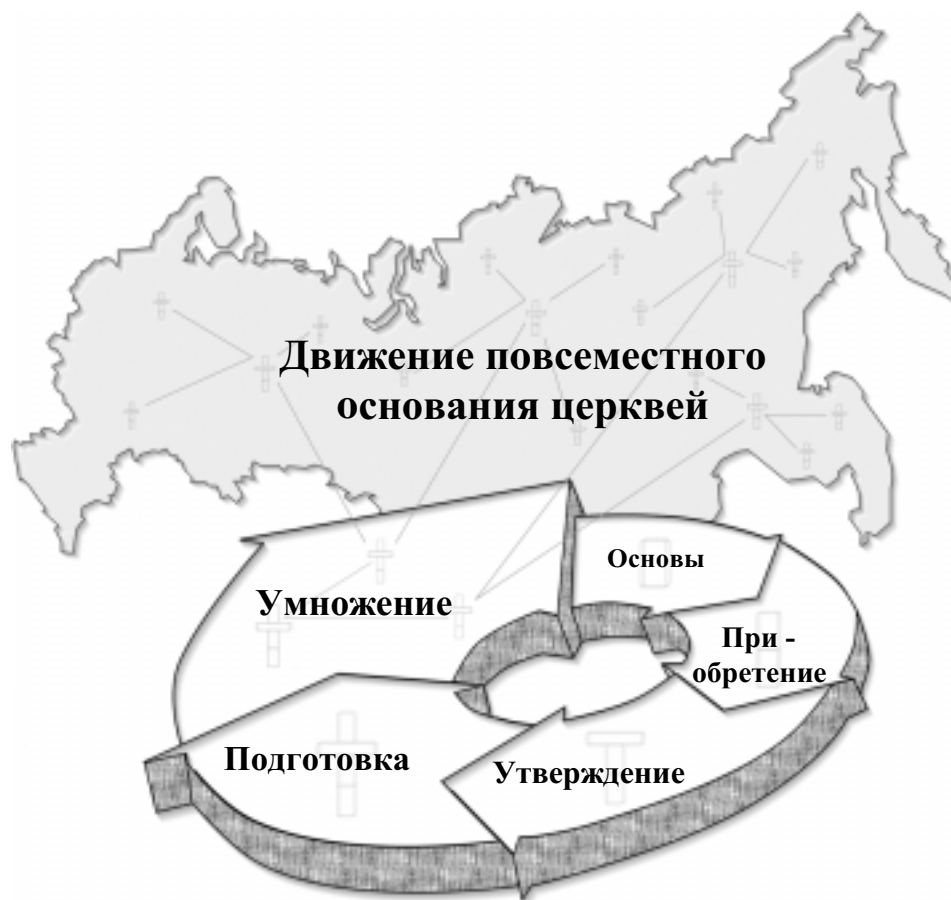 Движение повсеместного
основания церквей
Основы
Умножение
При -
обретение
Подготовка
Утверждение